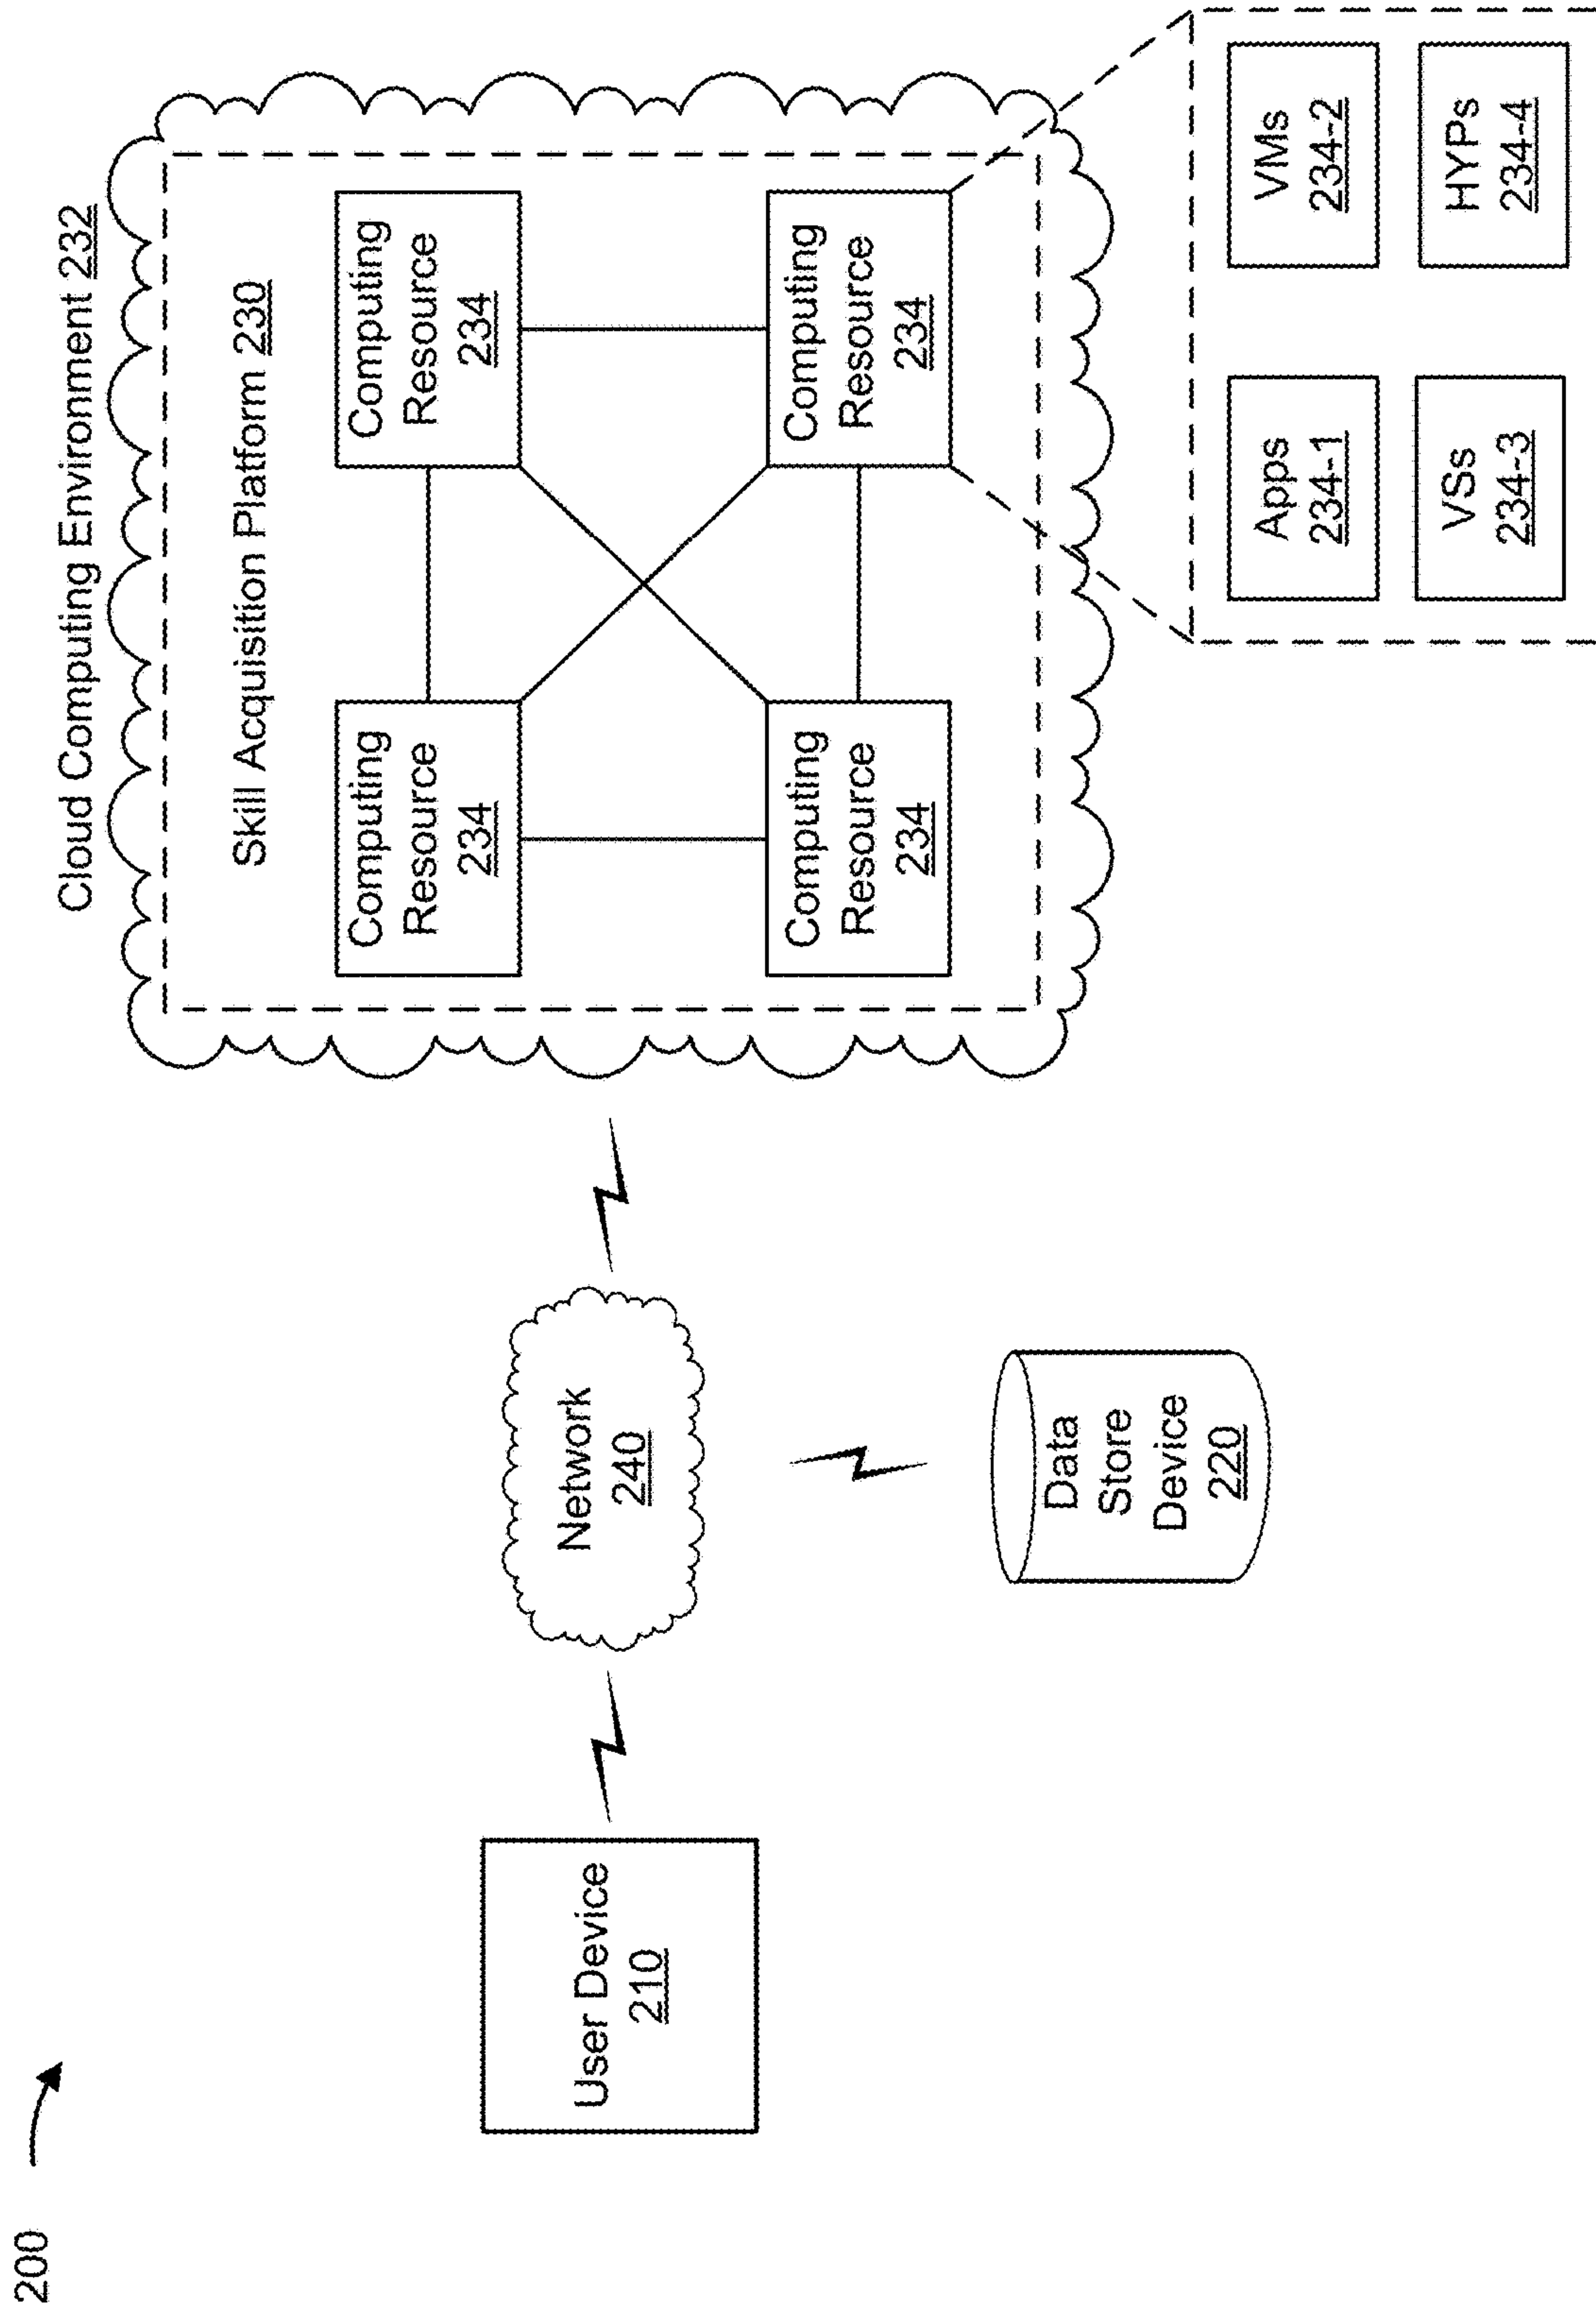 200
Cloud Computing Environment 232
Skill Acquisition Platform 230
Computing
Resource
234
Computing
Resource
234
Computing
Resource
234
Computing
Resource
234
User Device
210
Network
240
Data
Store
Device
220
Apps
234-1
VMs
234-2
VSs
234-3
HYPs
234-4